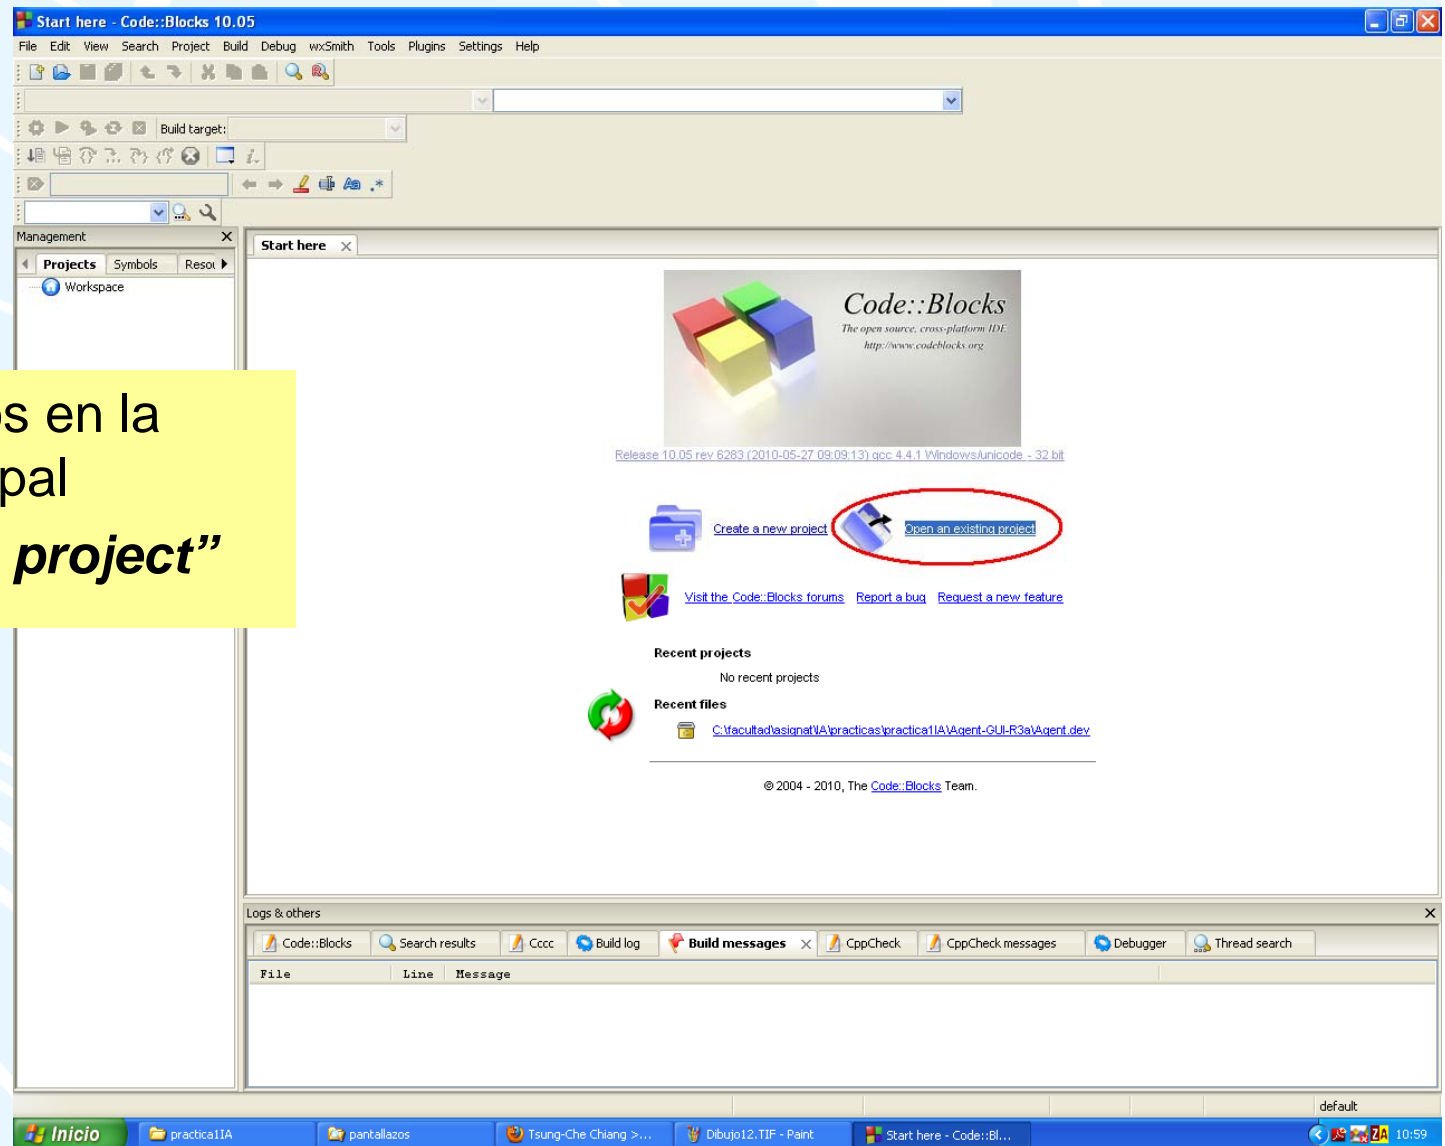 Start here - Code::Blocks 10.05
File Edit View Search Project Build Debug wxSmith Tools Plugins Settings Help
Build target:
Management
Projects Symbols
Workspace
Start here
Code::Blocks
The open source, cross-platform IDE
http://www.codeblocks.org
Release 10.05 rev 6283 (2010-05-27 09:09:13) gcc 4.4.1 Windows/unicode - 32 bit
en la
project”
Create a new project Open an existing project
Visit the Code::Blocks forums Report a bug Request a new feature
Recent projects
No recent projects
Recent files
C:\facultad\asignat\IA\practicas\practica1IA\Agent-GUI-R3a\Agent.dev
© 2004 - 2010, The Code::Blocks Team.
Logs & others
Code::Blocks Search results Cccc Build log Build messages CppCheck CppCheck messages Debugger Thread search
File Line Message
default
Inicio practica1IA pantallazos Tsung-Che Chiang >... Dibujo12.TIF - Paint Start here - Code::Bl... ZA 10:59